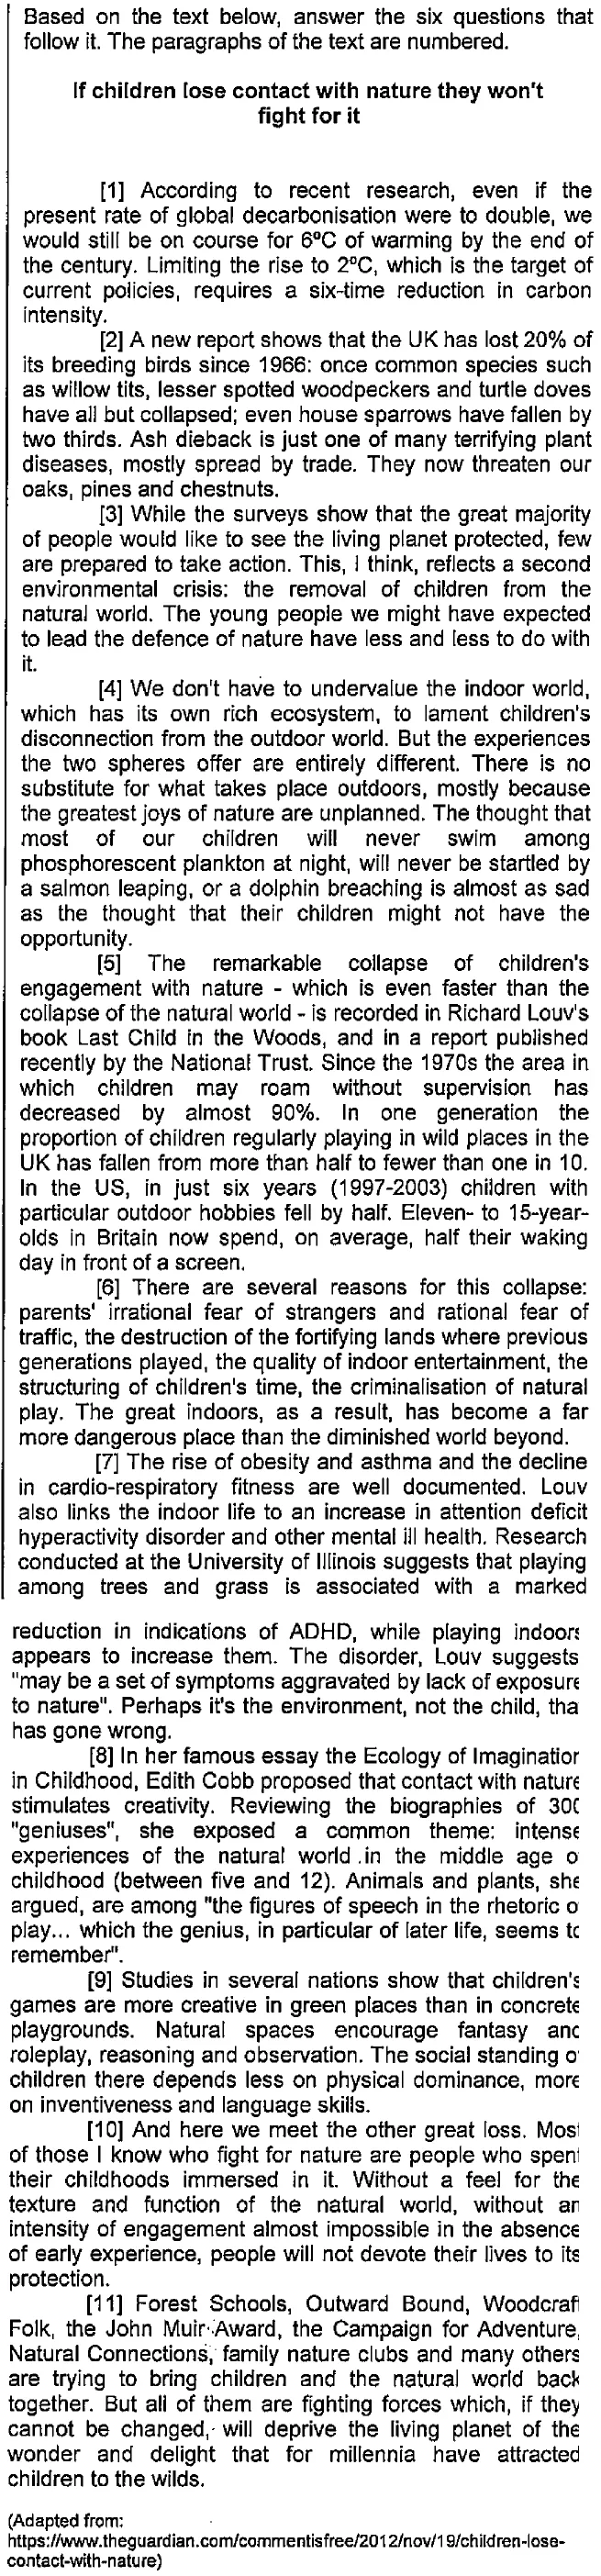 Based on the text below, answer the six questions that
follow it. The paragraphs of the text are numbered.
If children lose contact with nature they won't
fight for it
[1] According to recent research, even if the
present rate of global decarbonisation were to double, we
would still be on course for 6ºC of warming by the end of
the century. Limiting the rise to 2ºC, which is the target of
current policies, requires a six-time reduction in carbon
intensity.
[2] A new report shows that the UK has lost 20% of
its breeding birds since 1966: once common species such
as willow tits, lesser spotted woodpeckers and turtle doves
have all but collapsed; even house sparrows have fallen by
two thirds. Ash dieback is just one of many terrifying plant
diseases, mostly spread by trade. They now threaten our
oaks, pines and chestnuts.
[3] While the surveys show that the great majority
of people would like to see the living planet protected, few
are prepared to take action. This, I think, reflects a second
environmental crisis: the removal of children from the
natural world. The young people we might have expected
to lead the defence of nature have less and less to do with
it.
[4] We don't have to undervalue the indoor world,
which has its own rich ecosystem, to lament children's
disconnection from the outdoor world. But the experiences
the two spheres offer are entirely different. There is no
substitute for what takes place outdoors, mostly because
the greatest joys of nature are unplanned. The thought that
most of our children will never swim among
phosphorescent plankton at night, will never be startled by
a salmon leaping, or a dolphin breaching is almost as sad
as the thought that their children might not have the
opportunity.
[5] The remarkable collapse of children's
engagement with nature - which is even faster than the
collapse of the natural world - is recorded in Richard Louv's
book Last Child in the Woods, and in a report published
recently by the National Trust. Since the 1970s the area in
which children may roam without supervision has
decreased by almost 90%. In one generation the
proportion of children regularly playing in wild places in the
UK has fallen from more than half to fewer than one in 10.
In the US, in just six years (1997-2003) children with
particular outdoor hobbies fell by half. Eleven- to 15-year-
olds in Britain now spend, on average, half their waking
day in front of a screen.
[6] There are several reasons for this collapse:
parents' irrational fear of strangers and rational fear of
traffic, the destruction of the fortifying lands where previous
generations played, the quality of indoor entertainment, the
structuring of children's time, the criminalisation of natural
play. The great indoors, as a result, has become a far
more dangerous place than the diminished world beyond.
[7] The rise of obesity and asthma and the decline
in cardio-respiratory fitness are well documented. Louv
also links the indoor life to an increase in attention deficit
hyperactivity disorder and other mental ill health. Research
conducted at the University of Illinois suggests that playing
among trees and grass is associated with a marked
reduction in indications of ADHD, while playing indoors
appears to increase them. The disorder, Louv suggests
"may be a set of symptoms aggravated by lack of exposure
to nature". Perhaps it's the environment, not the child, tha
has gone wrong.
[8] In her famous essay the Ecology of Imagination
in Childhood, Edith Cobb proposed that contact with nature
stimulates creativity. Reviewing the biographies of 300
"geniuses", she exposed a common theme: intense
experiences of the natural world in the middle age o
childhood (between five and 12). Animals and plants, she
argued, are among "the figures of speech in the rhetoric o
play... which the genius, in particular of later life, seems to
remember".
[9] Studies in several nations show that children's
games are more creative in green places than in concrete
playgrounds. Natural spaces encourage fantasy and
roleplay, reasoning and observation. The social standing o
children there depends less on physical dominance, more
on inventiveness and language skills.
[10] And here we meet the other great loss. Most
of those I know who fight for nature are people who spent
their childhoods immersed in it. Without a feel for the
texture and function of the natural world, without an
intensity of engagement almost impossible in the absence
of early experience, people will not devote their lives to its
protection.
[11] Forest Schools, Outward Bound, Woodcraft
Folk, the John Muir Award, the Campaign for Adventure,
Natural Connections, family nature clubs and many others
are trying to bring children and the natural world back
together. But all of them are fighting forces which, if they
cannot be changed, will deprive the living planet of the
wonder and delight that for millennia have attracted
children to the wilds.
(Adapted from:
https://www.theguardian.com/commentisfree/2012/nov/19/children-lose-
contact-with-nature)